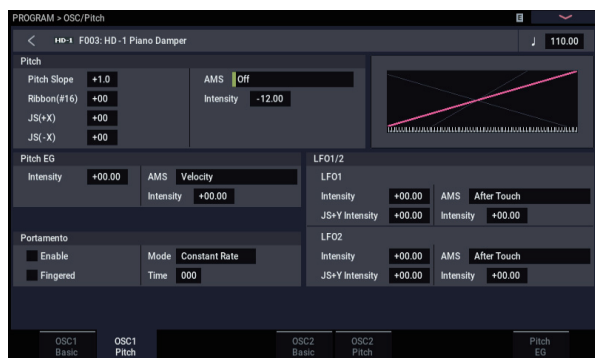 PROGRAM > OSC/Pitch E
HD-1 F003: HD -1 Piano Damper ♩ 110.00
Pitch
Pitch Slope +1.0 AMS Off
Ribbon(#16) +00 Intensity -12.00
JS(+X) +00
JS(-X) +00
Pitch EG
Intensity +00.00 AMS Velocity
Intensity +00.00
LFO1/2
LFO1
Intensity +00.00 AMS After Touch
JS+Y Intensity +00.00 Intensity +00.00
Portamento
Enable Mode Constant Rate
Fingered Time 000
LFO2
Intensity +00.00 AMS After Touch
JS+Y Intensity +00.00 Intensity +00.00
OSC1 Basic
OSC1 Pitch
OSC2 Basic
OSC2 Pitch
Pitch EG